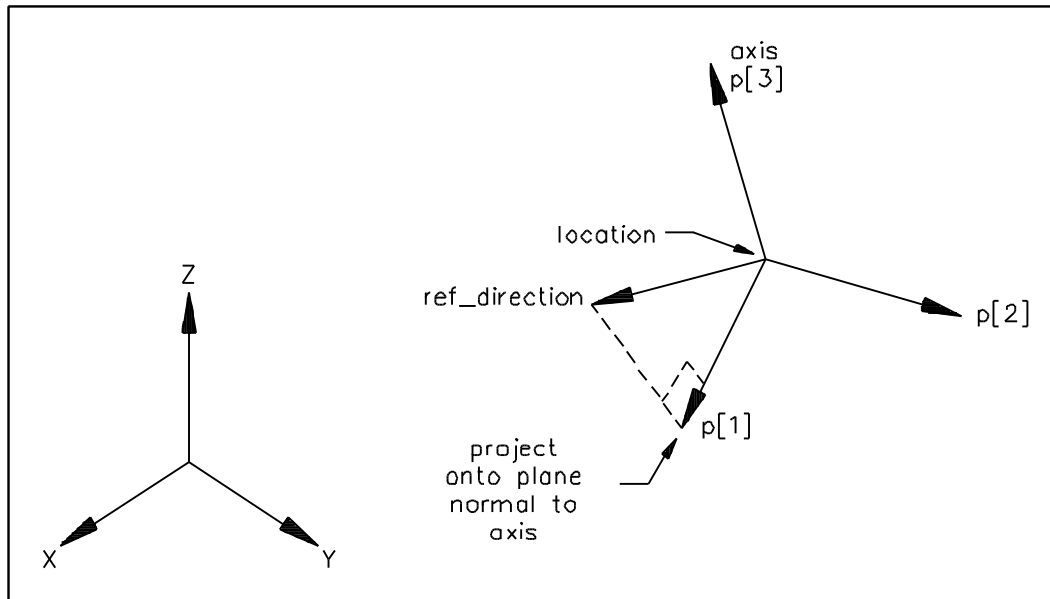 axis
p[3]
location
Z
ref_direction
p[2]
p[1]
project
onto plane
normal to
axis
X
Y